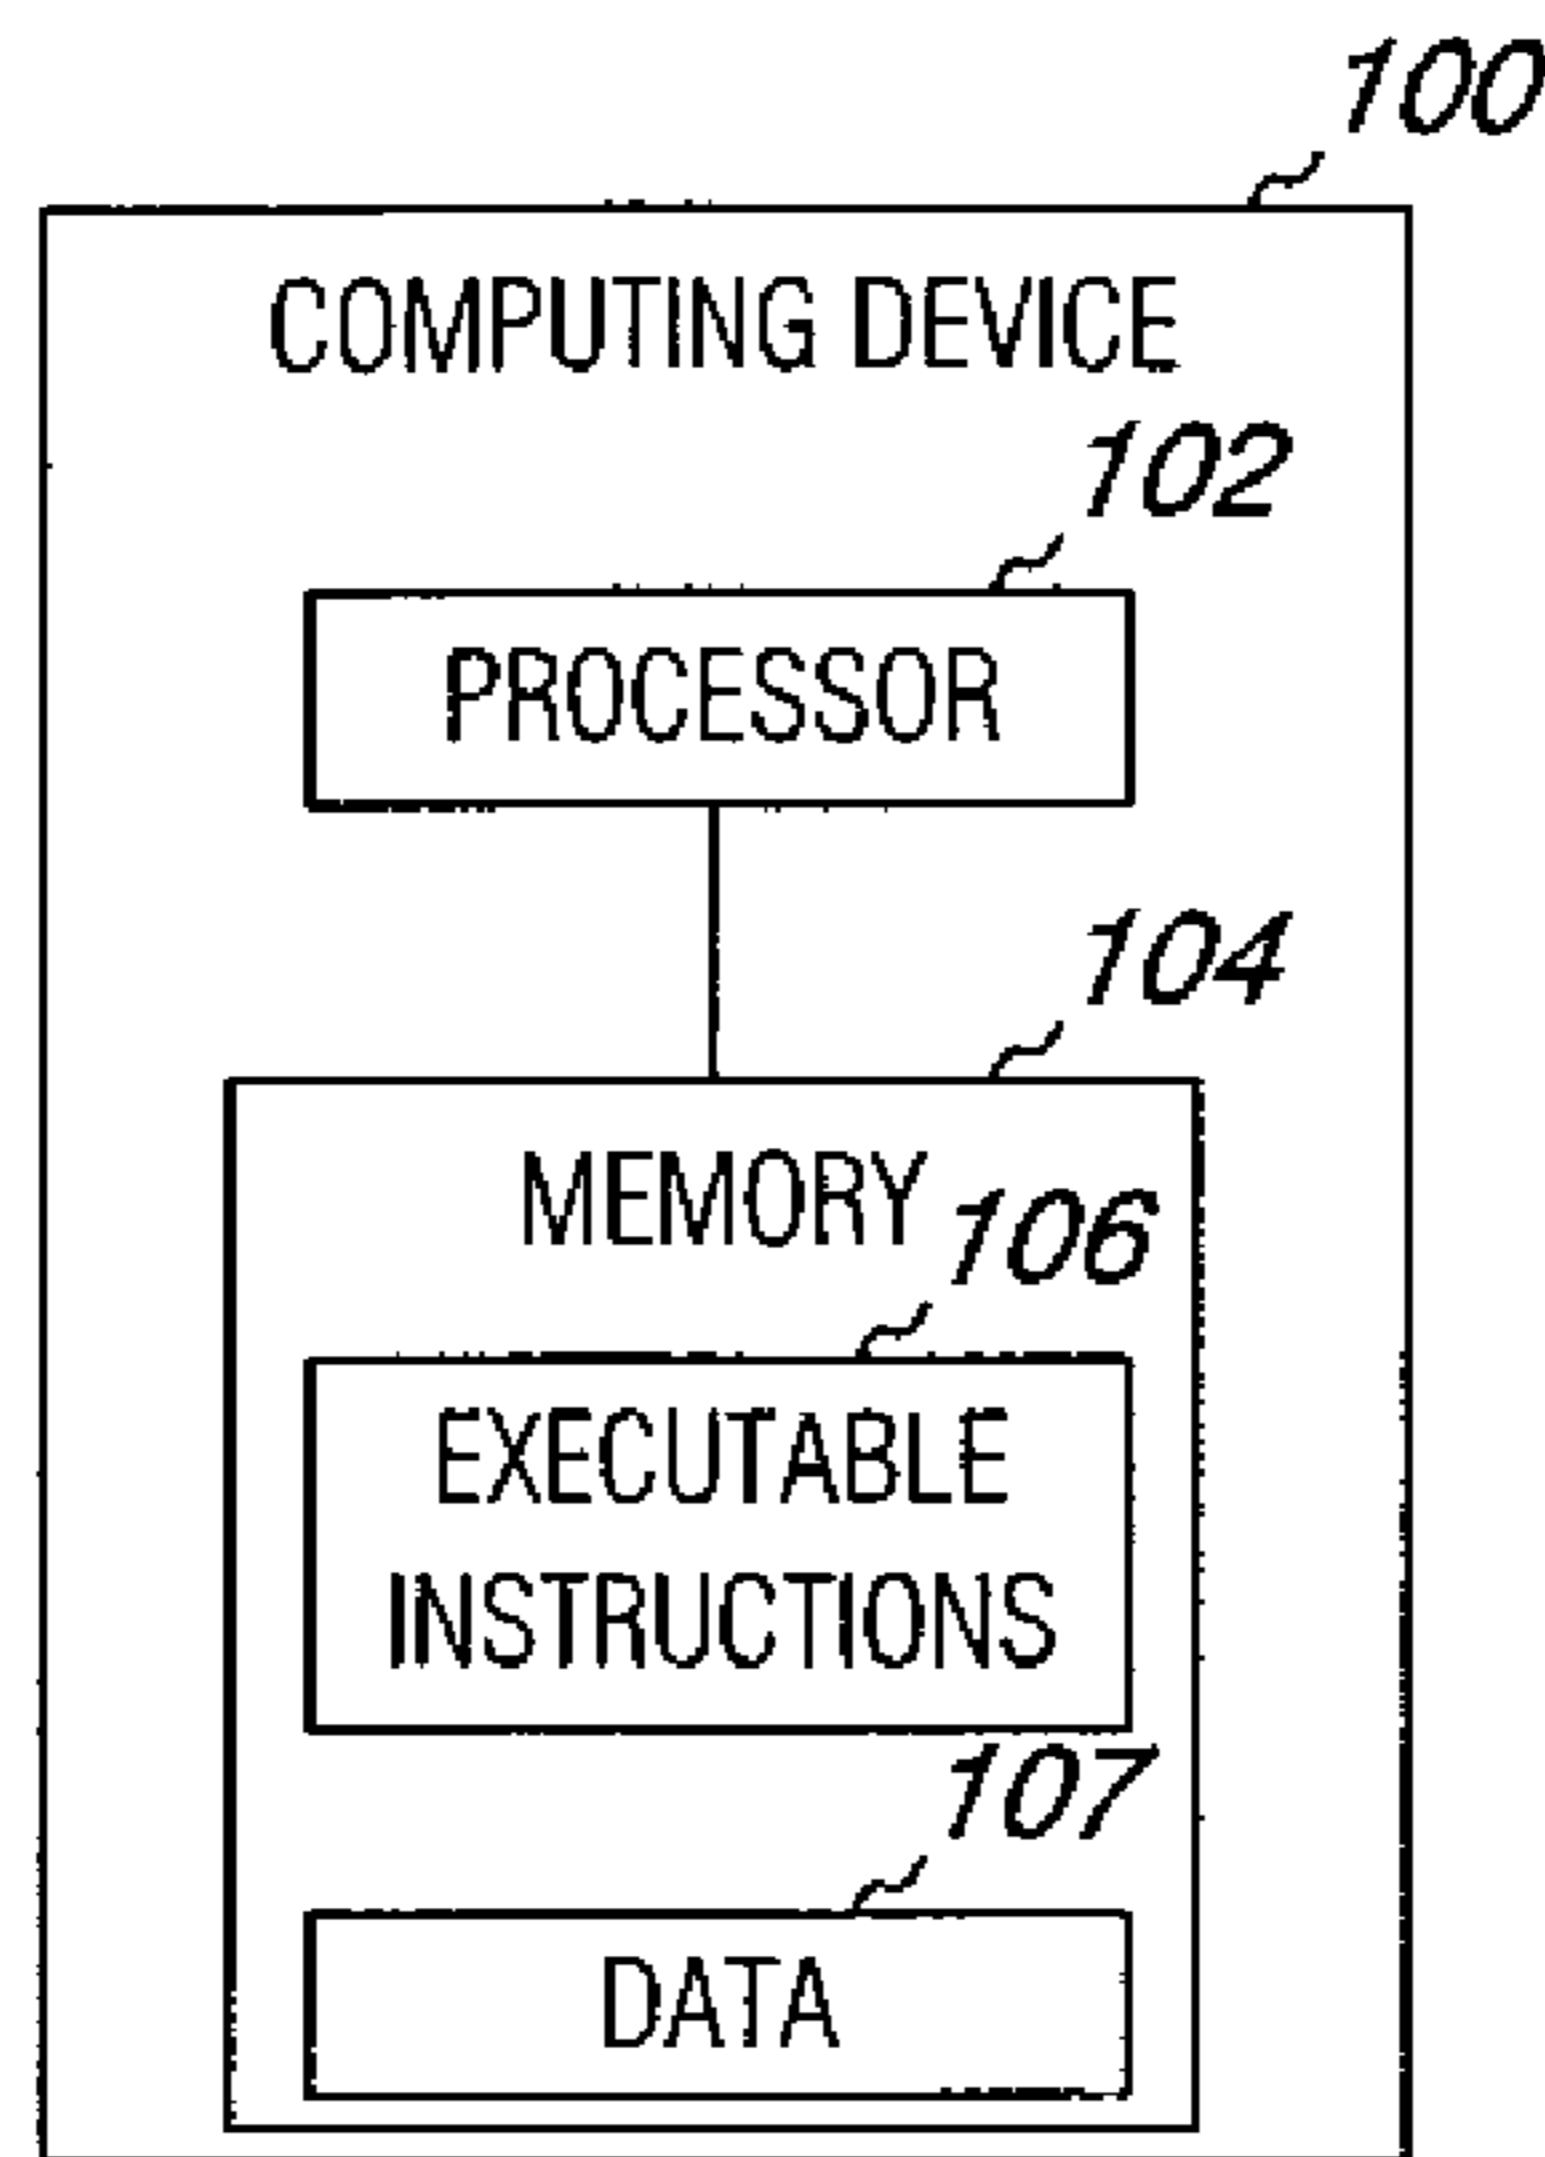 100
COMPUTING DEVICE
102
PROCESSOR
104
MEMORY
106
EXECUTABLE
INSTRUCTIONS
107
DATA